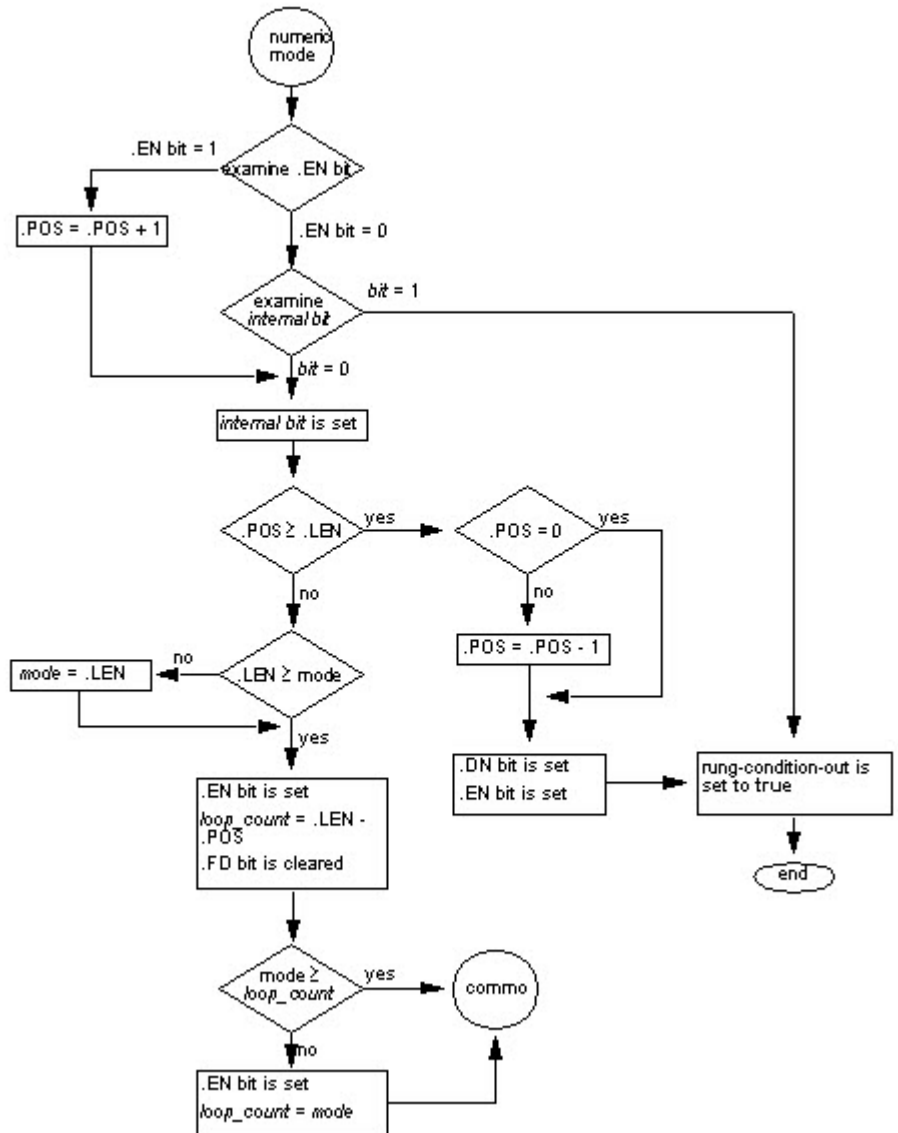 numeric
mode
.EN bit = 1
examine .EN bit
.POS = .POS + 1
.EN bit = 0
examine
internal bit
bit = 1
bit = 0
internal bit is set
.POS ≥ .LEN
yes
.POS = 0
yes
no
no
.POS = .POS - 1
mode = .LEN
no
.LEN ≥ mode
yes
.DN bit is set
.EN bit is set
rung-condition-out is
set to true
.EN bit is set
loop_count = .LEN -
.POS
.FD bit is cleared
end
mode ≥
loop_count
yes
commo
no
.EN bit is set
loop_count = mode